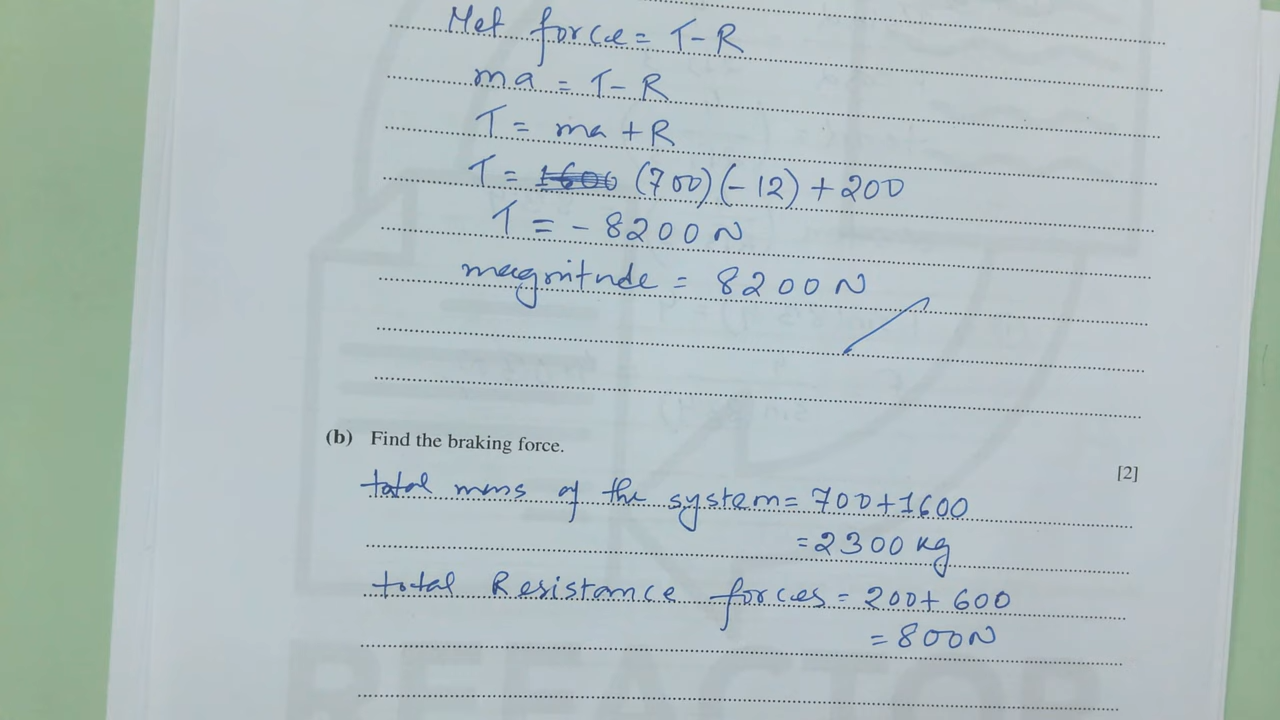 Net force = T - R
ma = T - R
T = ma + R
T = 1600 (700) (-12) + 200
T = - 8200 N
magnitude = 8200 N
(b) Find the braking force.
[2]
total mass of the system = 700 + 1600
= 2300 kg
total Resistance forces = 200 + 600
= 800 N